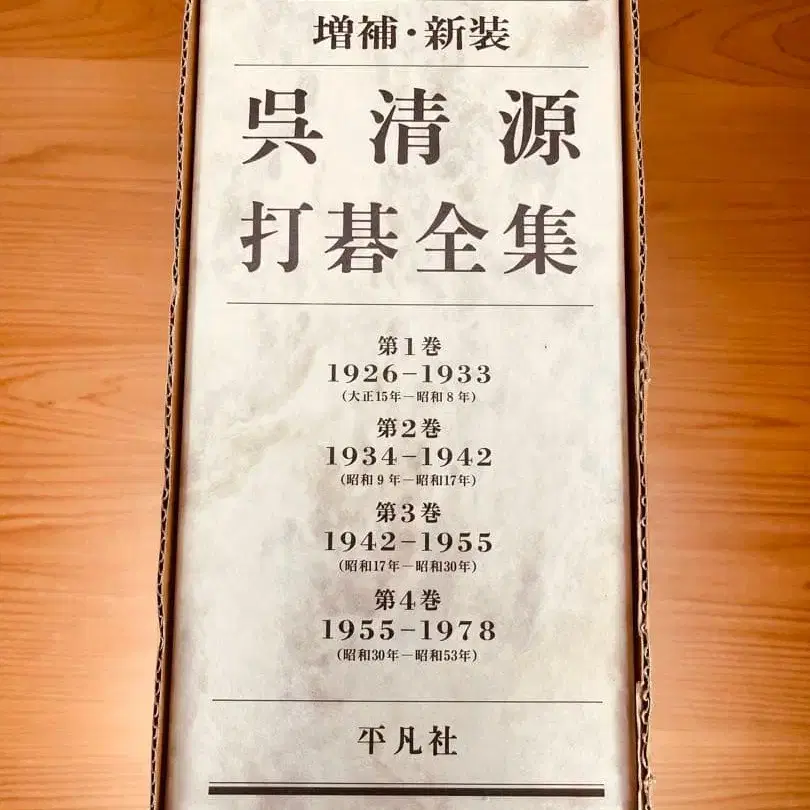 増補・新装
呉清源
打碁全集
第1巻
1926-1933
(大正15年―昭和8年)
第2巻
1934-1942
(昭和9年―昭和17年)
第3巻
1942-1955
(昭和17年―昭和30年)
第4巻
1955-1978
(昭和30年―昭和53年)
平凡社